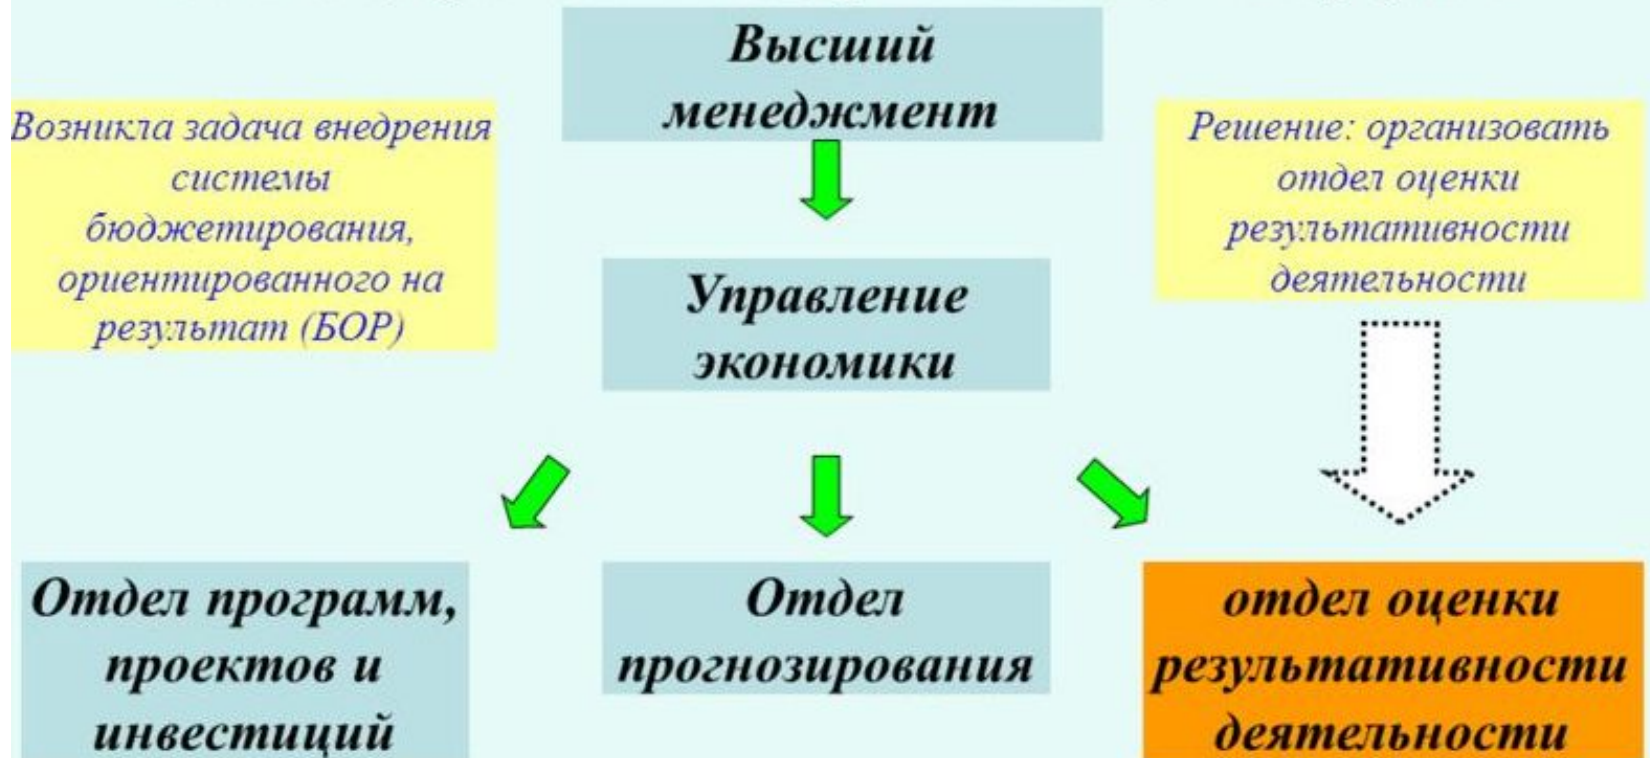 Высший
менеджмент
Возникла задача внедрения
системы
бюджетирования,
ориентированного на
результат (БОР)
Решение: организовать
отдел оценки
результативности
деятельности
Управление
экономики
Отдел программ,
проектов и
инвестиций
Отдел
прогнозирования
отдел оценки
результативности
деятельности